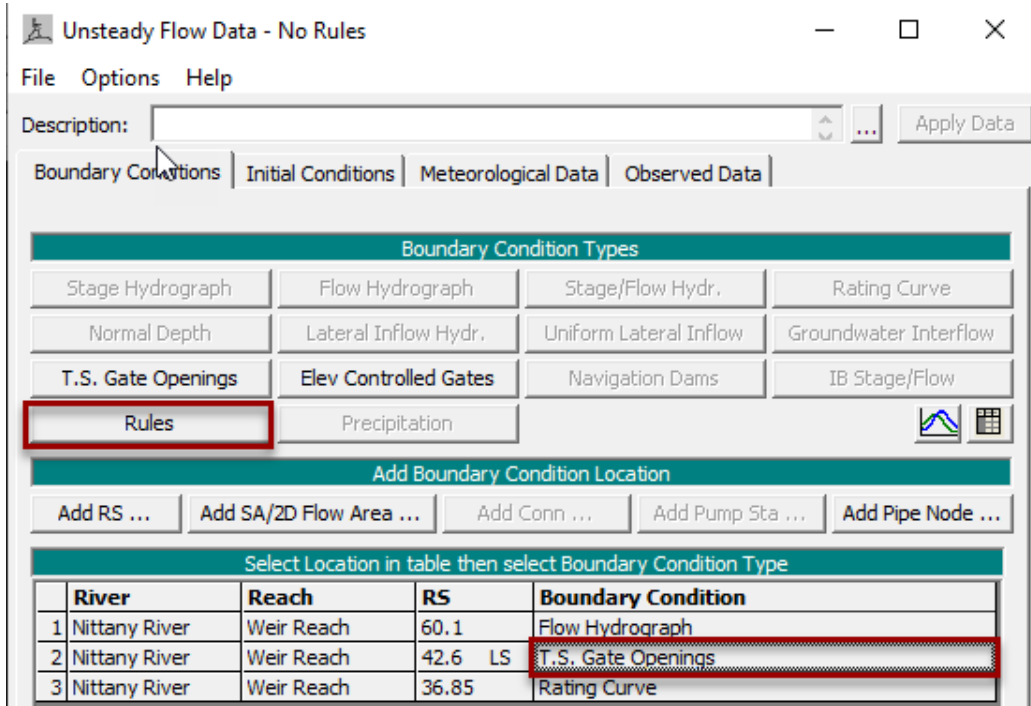 Unsteady Flow Data - No Rules
File Options Help
Description: ... Apply Data
Boundary Conditions Initial Conditions Meteorological Data Observed Data
Boundary Condition Types
Stage Hydrograph Flow Hydrograph Stage/Flow Hydr. Rating Curve
Normal Depth Lateral Inflow Hydr. Uniform Lateral Inflow Groundwater Interflow
T.S. Gate Openings Elev Controlled Gates Navigation Dams IB Stage/Flow
Rules Precipitation
Add Boundary Condition Location
Add RS ... Add SA/2D Flow Area ... Add Conn ... Add Pump Sta ... Add Pipe Node ...
Select Location in table then select Boundary Condition Type
River Reach RS Boundary Condition
1 Nittany River Weir Reach 60.1 Flow Hydrograph
2 Nittany River Weir Reach 42.6 LS T.S. Gate Openings
3 Nittany River Weir Reach 36.85 Rating Curve